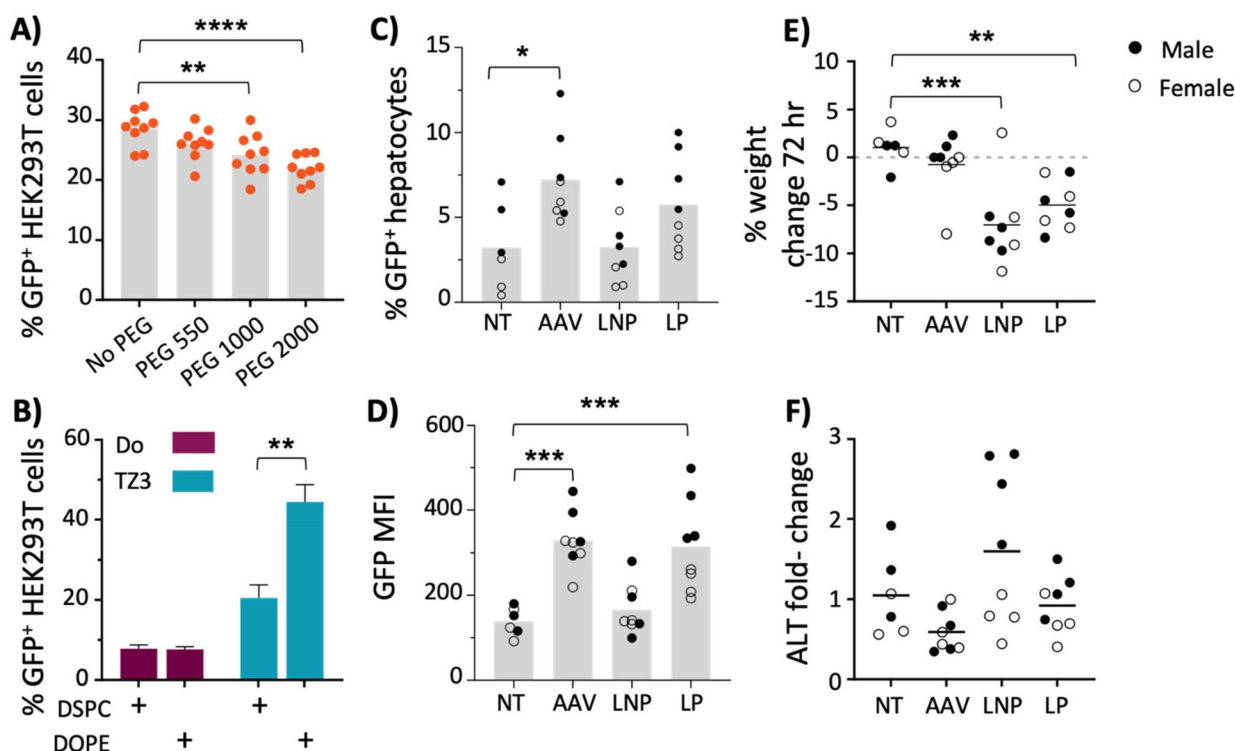 A)
% GFP⁺ HEK293T cells
40
30
20
10
0
****
**
No PEG
PEG 550
PEG 1000
PEG 2000
B)
% GFP⁺ HEK293T cells
60
40
20
0
Do
TZ3
**
DSPC + +
DOPE + +
C)
% GFP⁺ hepatocytes
15
10
5
0
*
NT AAV LNP LP
D)
GFP MFI
600
400
200
0
***
***
NT AAV LNP LP
E)
% weight
change 72 hr
10
5
0
-5
-10
-15
**
***
NT AAV LNP LP
Male
Female
F)
ALT fold- change
3
2
1
0
NT AAV LNP LP